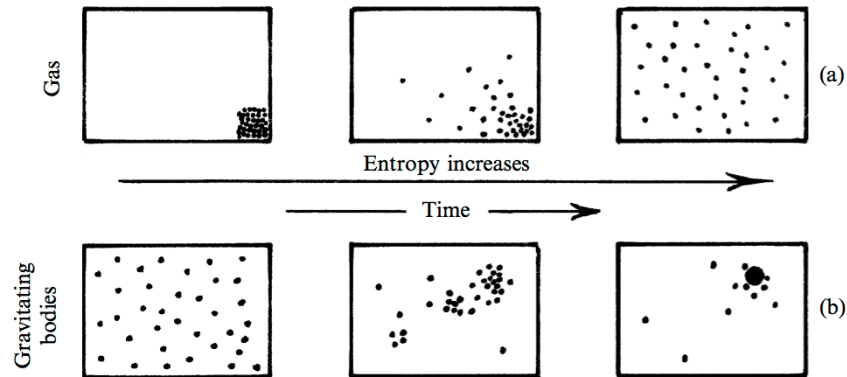 Gas
(a)
Entropy increases
Time
Gravitating
bodies
(b)